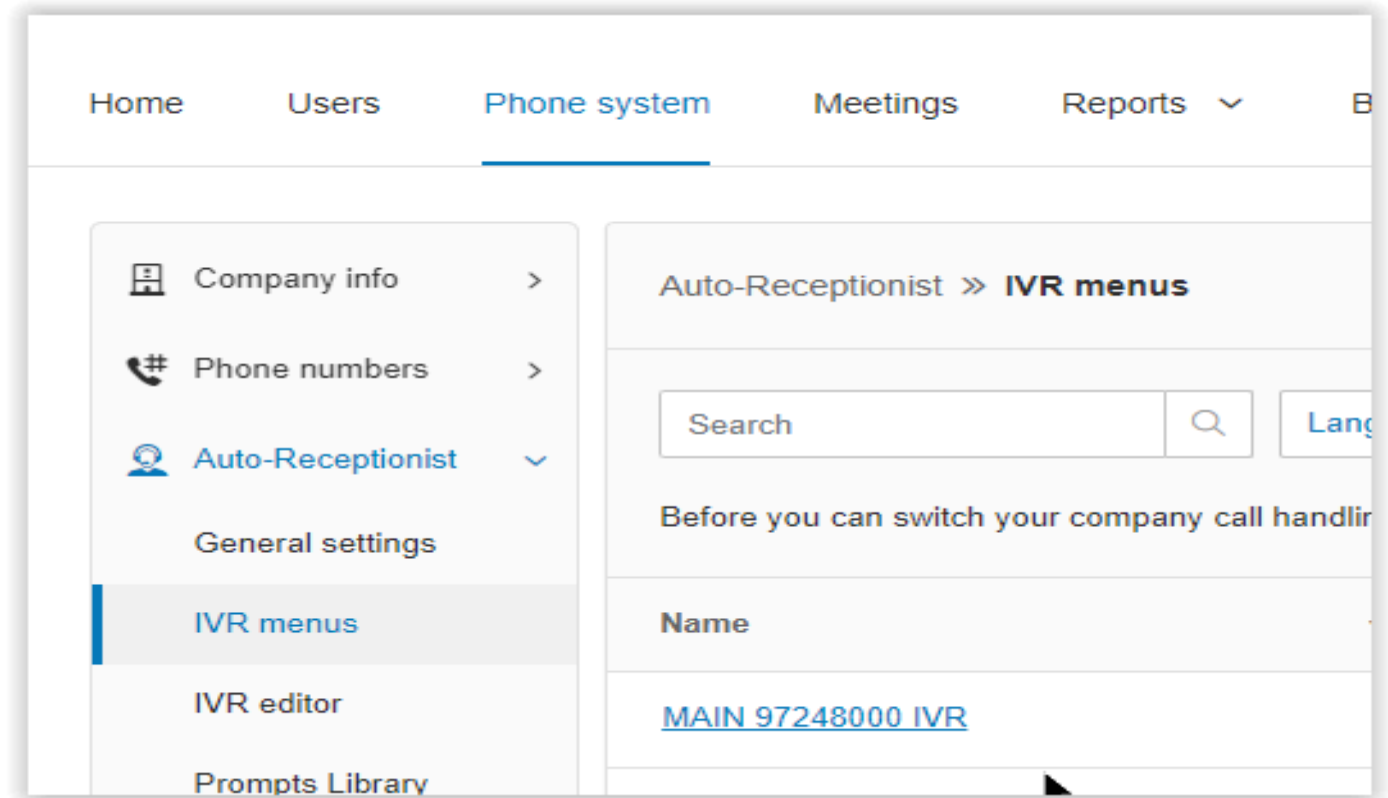 Home Users Phone system Meetings Reports B
Company info
Phone numbers
Auto-Receptionist
General settings
IVR menus
IVR editor
Prompts Library
Auto-Receptionist » IVR menus
Search
Lang
Before you can switch your company call handlin
Name
MAIN 97248000 IVR